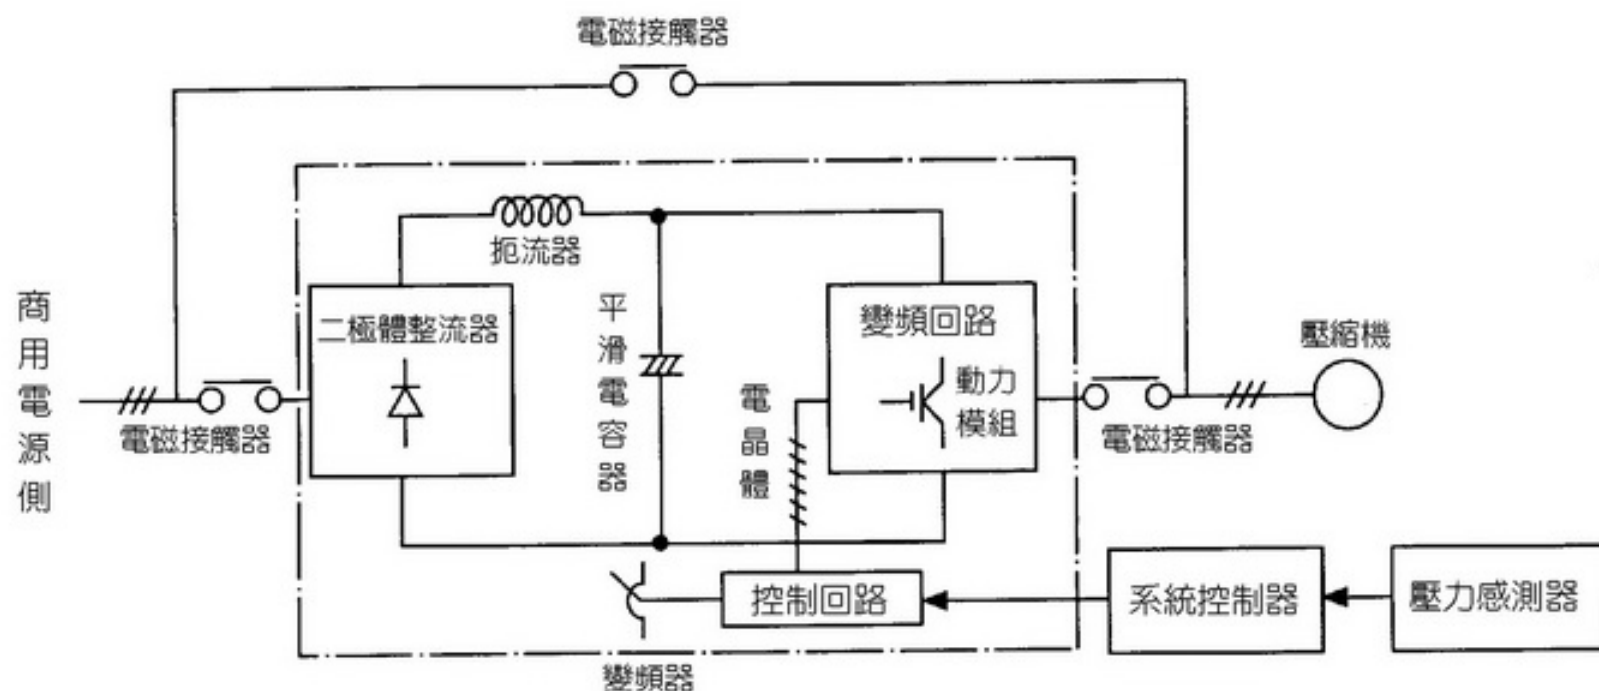 電磁接觸器
扼流器
商用電源側
二極體整流器
平滑電容器
變頻回路
動力
模組
電晶體
壓縮機
電磁接觸器
電磁接觸器
控制回路
系統控制器
壓力感測器
變頻器